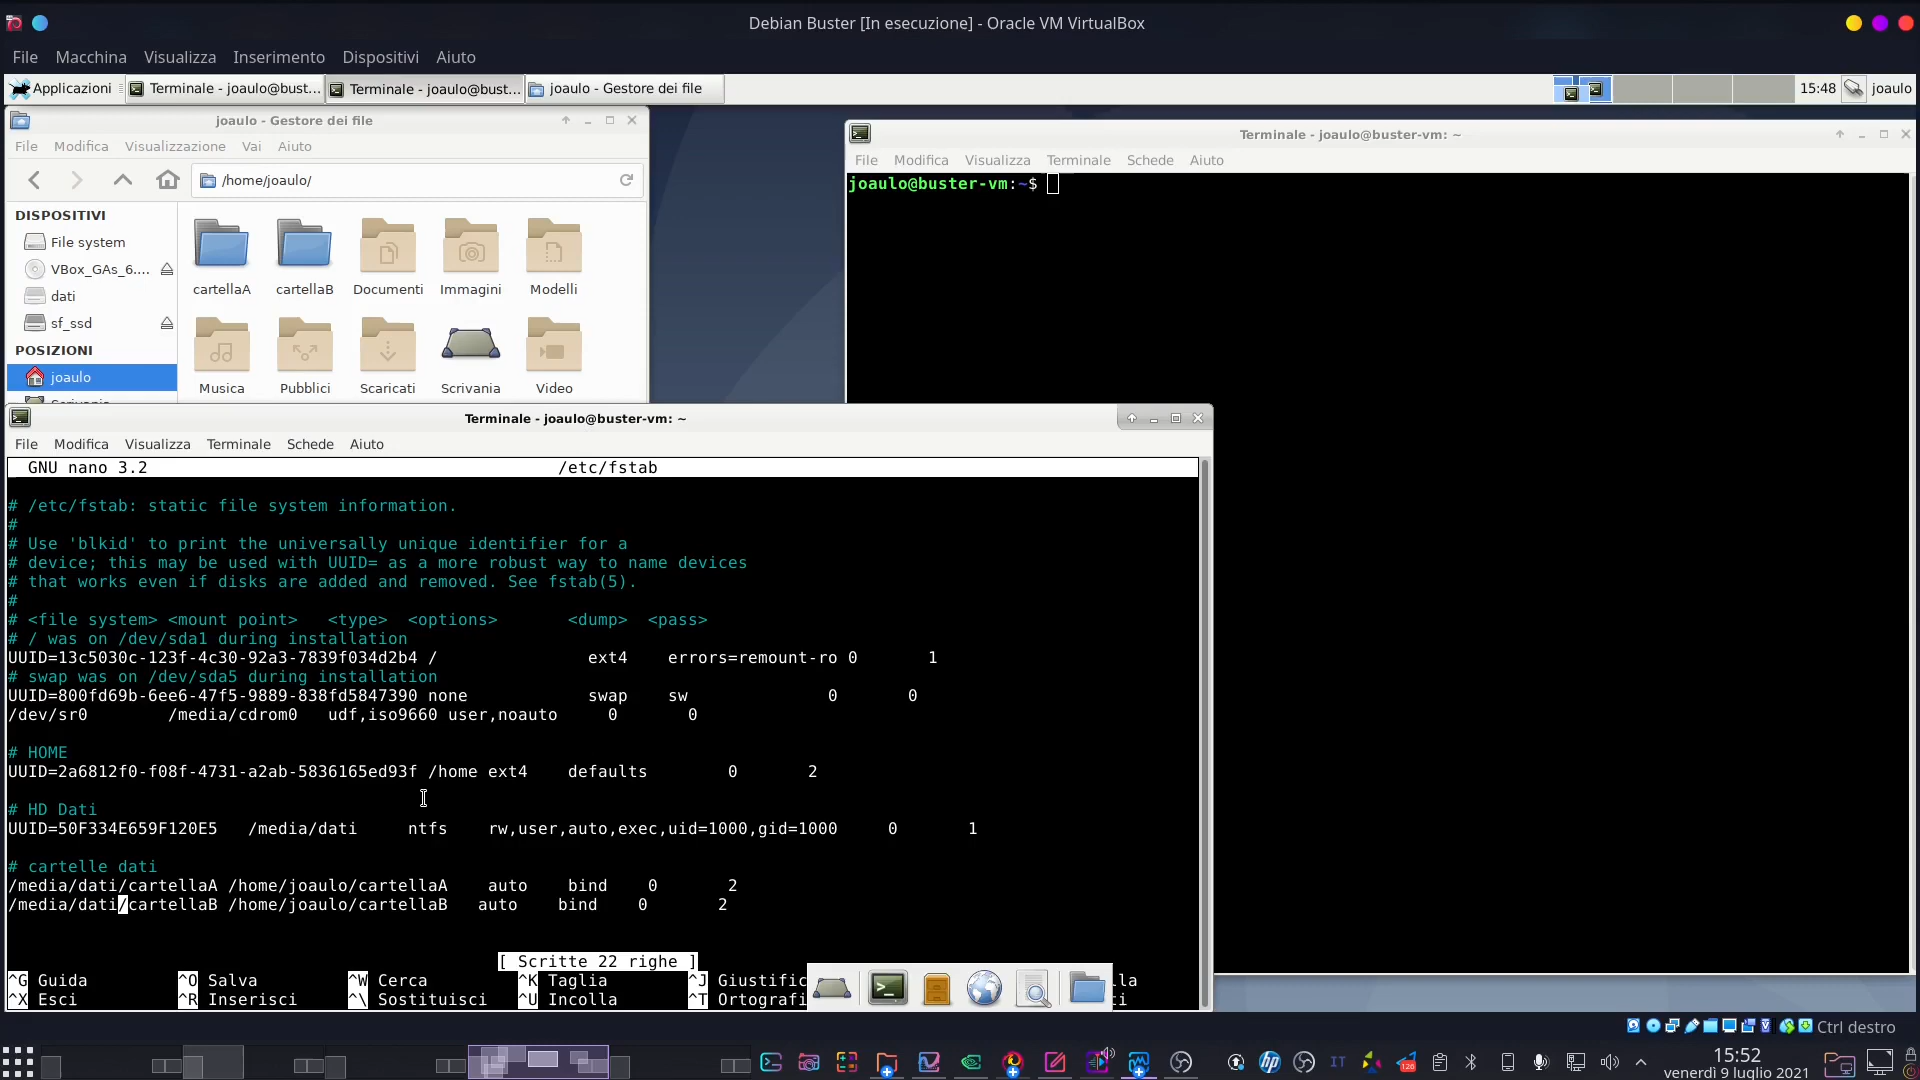 Debian Buster [In esecuzione] - Oracle VM VirtualBox
File Macchina Visualizza Inserimento Dispositivi Aiuto
Applicazioni Terminale - joaulo@bust... Terminale - joaulo@bust... joaulo - Gestore dei file 15:48 joaulo
joaulo - Gestore dei file
File Modifica Visualizzazione Vai Aiuto
/home/joaulo/
DISPOSITIVI
File system
VBox_GAs_6....
dati
sf_ssd
POSIZIONI
joaulo
cartellaA cartellaB Documenti Immagini Modelli
Musica Pubblici Scaricati Scrivania Video
Terminale - joaulo@buster-vm: ~
File Modifica Visualizza Terminale Schede Aiuto
joaulo@buster-vm:~$
Terminale - joaulo@buster-vm: ~
File Modifica Visualizza Terminale Schede Aiuto
GNU nano 3.2 /etc/fstab
# /etc/fstab: static file system information.
#
# Use 'blkid' to print the universally unique identifier for a
# device; this may be used with UUID= as a more robust way to name devices
# that works even if disks are added and removed. See fstab(5).
#
# <file system> <mount point> <type> <options> <dump> <pass>
# / was on /dev/sda1 during installation
UUID=13c5030c-123f-4c30-92a3-7839f034d2b4 / ext4 errors=remount-ro 0 1
# swap was on /dev/sda5 during installation
UUID=800fd69b-6ee6-47f5-9889-838fd5847390 none swap sw 0 0
/dev/sr0 /media/cdrom0 udf,iso9660 user,noauto 0 0
# HOME
UUID=2a6812f0-f08f-4731-a2ab-5836165ed93f /home ext4 defaults 0 2
# HD Dati
UUID=50F334E659F120E5 /media/dati ntfs rw,user,auto,exec,uid=1000,gid=1000 0 1
# cartelle dati
/media/dati/cartellaA /home/joaulo/cartellaA auto bind 0 2
/media/dati/cartellaB /home/joaulo/cartellaB auto bind 0 2
[ Scritte 22 righe ]
^G Guida ^O Salva ^W Cerca ^K Taglia ^J Giustific
^X Esci ^R Inserisci ^\ Sostituisci ^U Incolla ^T Ortografi
Ctrl destro
IT 126 15:52
venerdì 9 luglio 2021